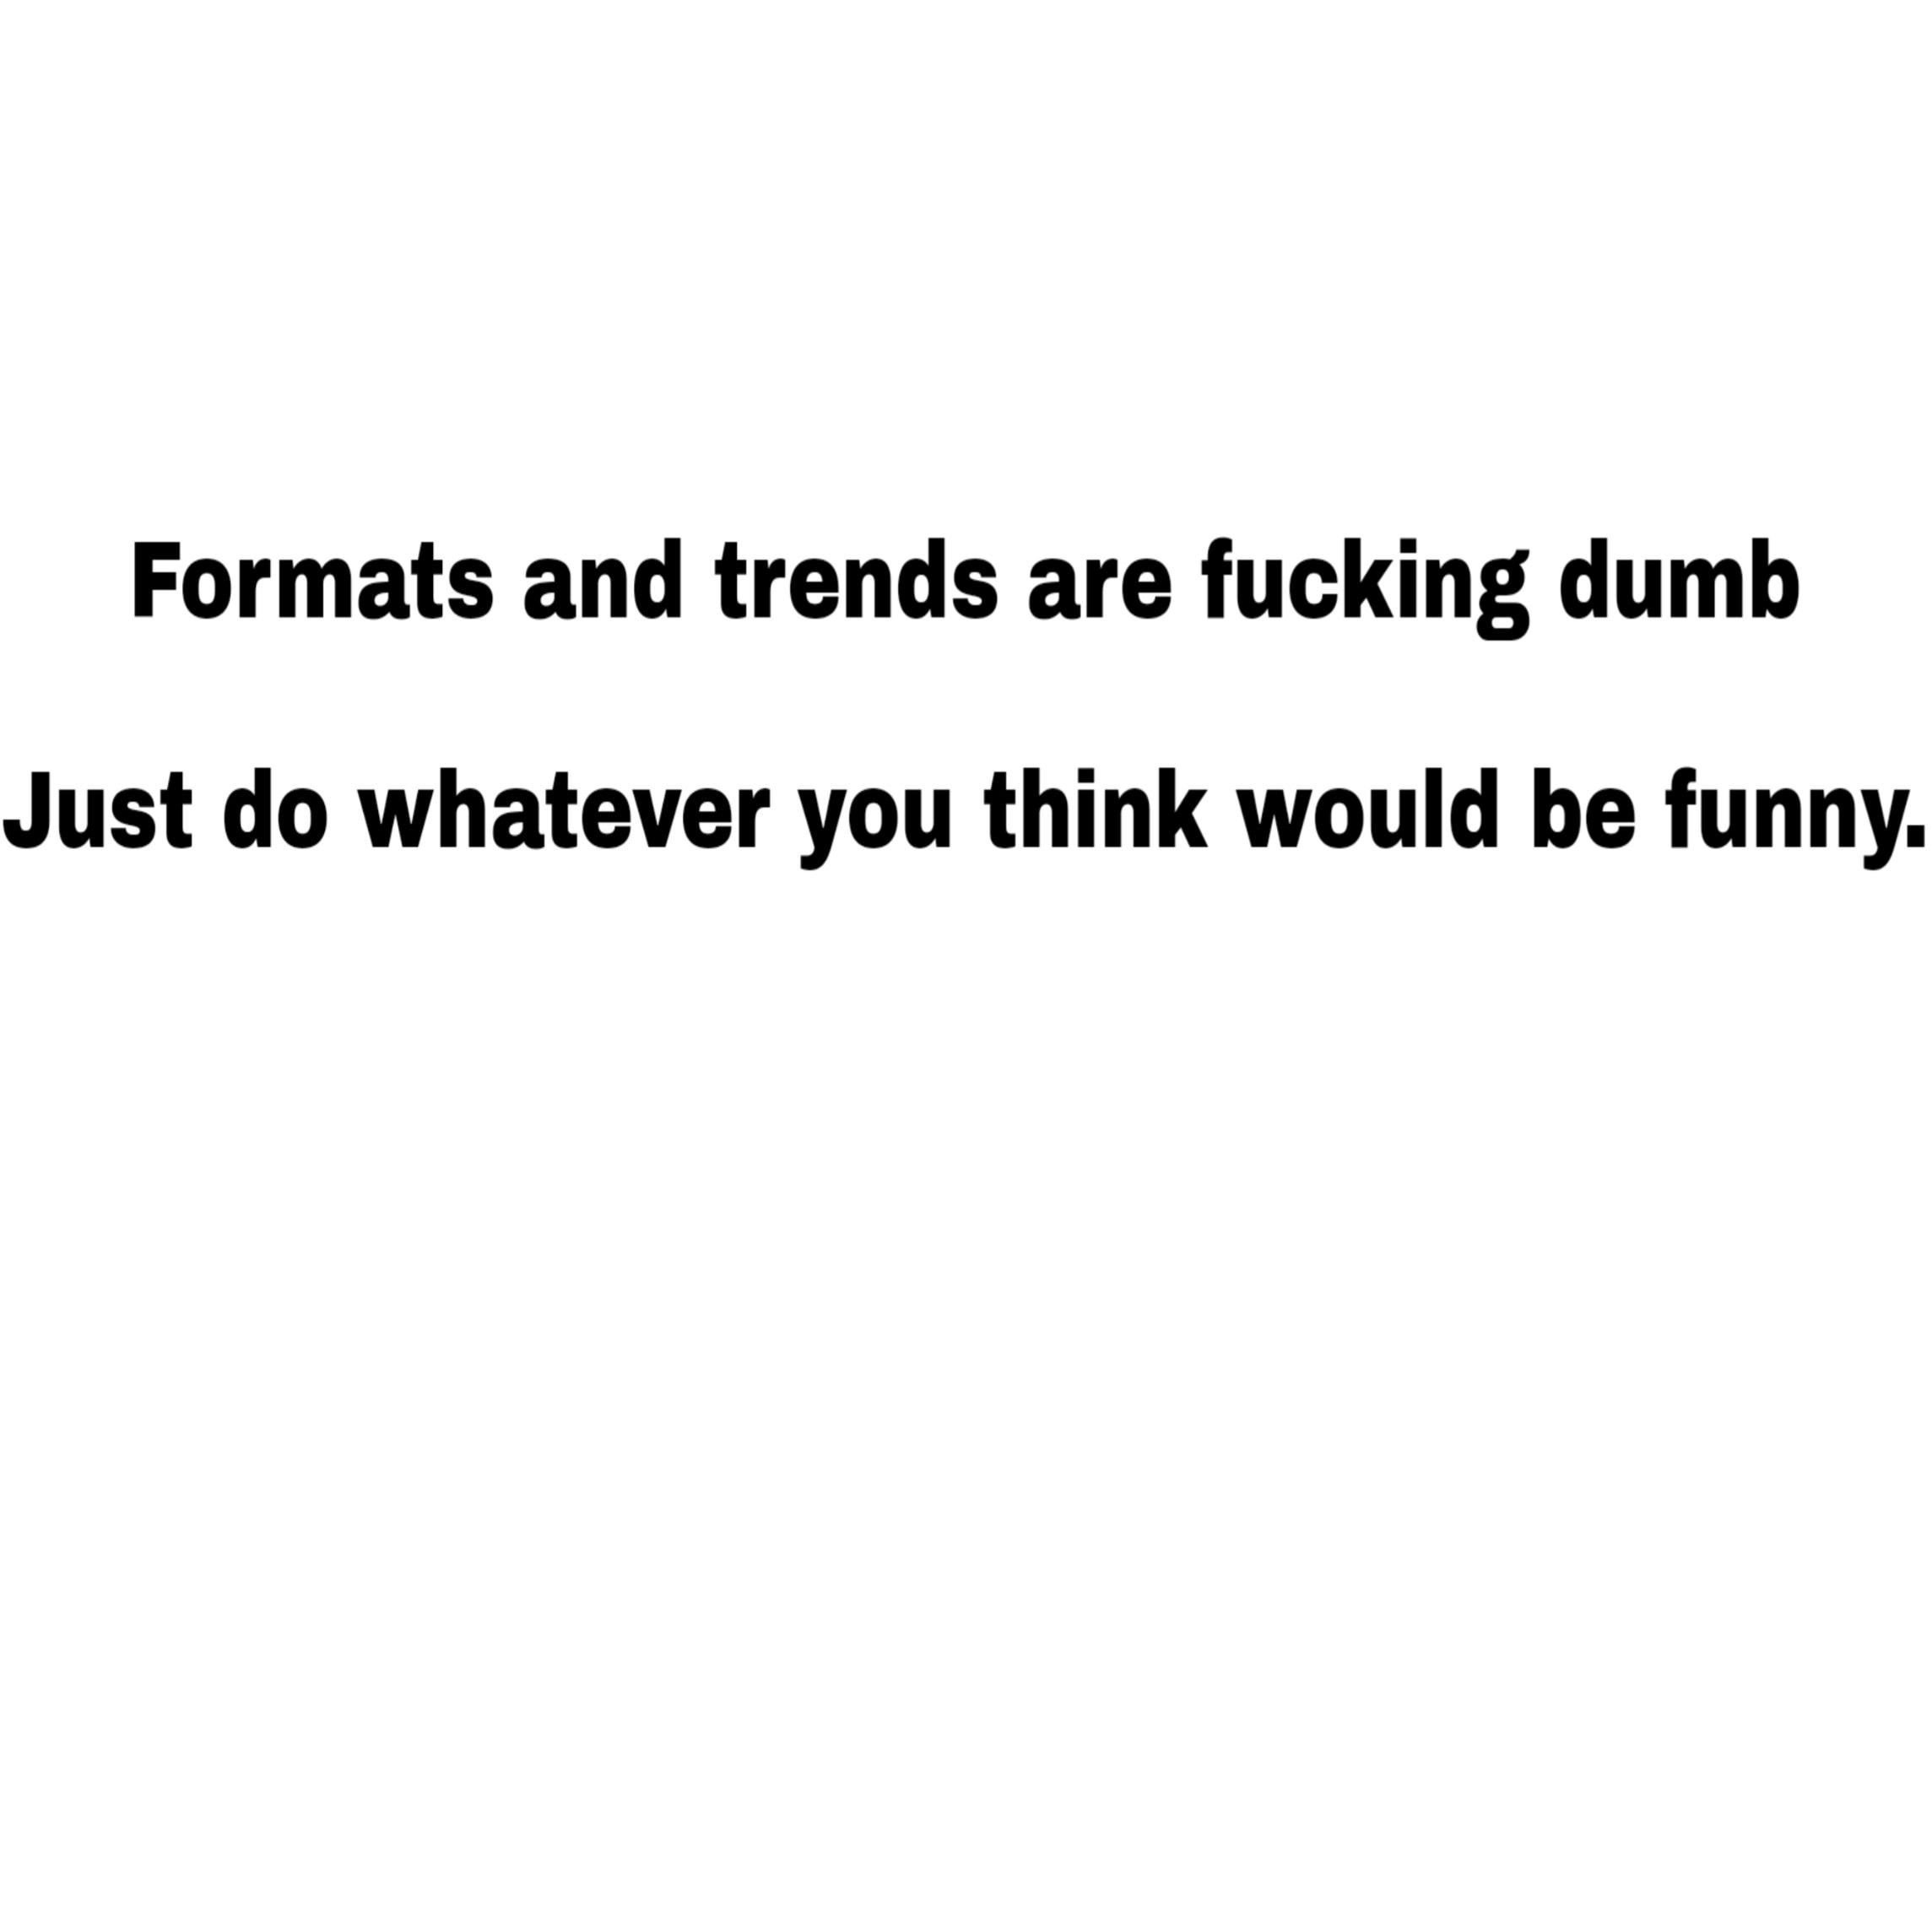 Formats and trends are fucking dumb
Just do whatever you think would be funny.